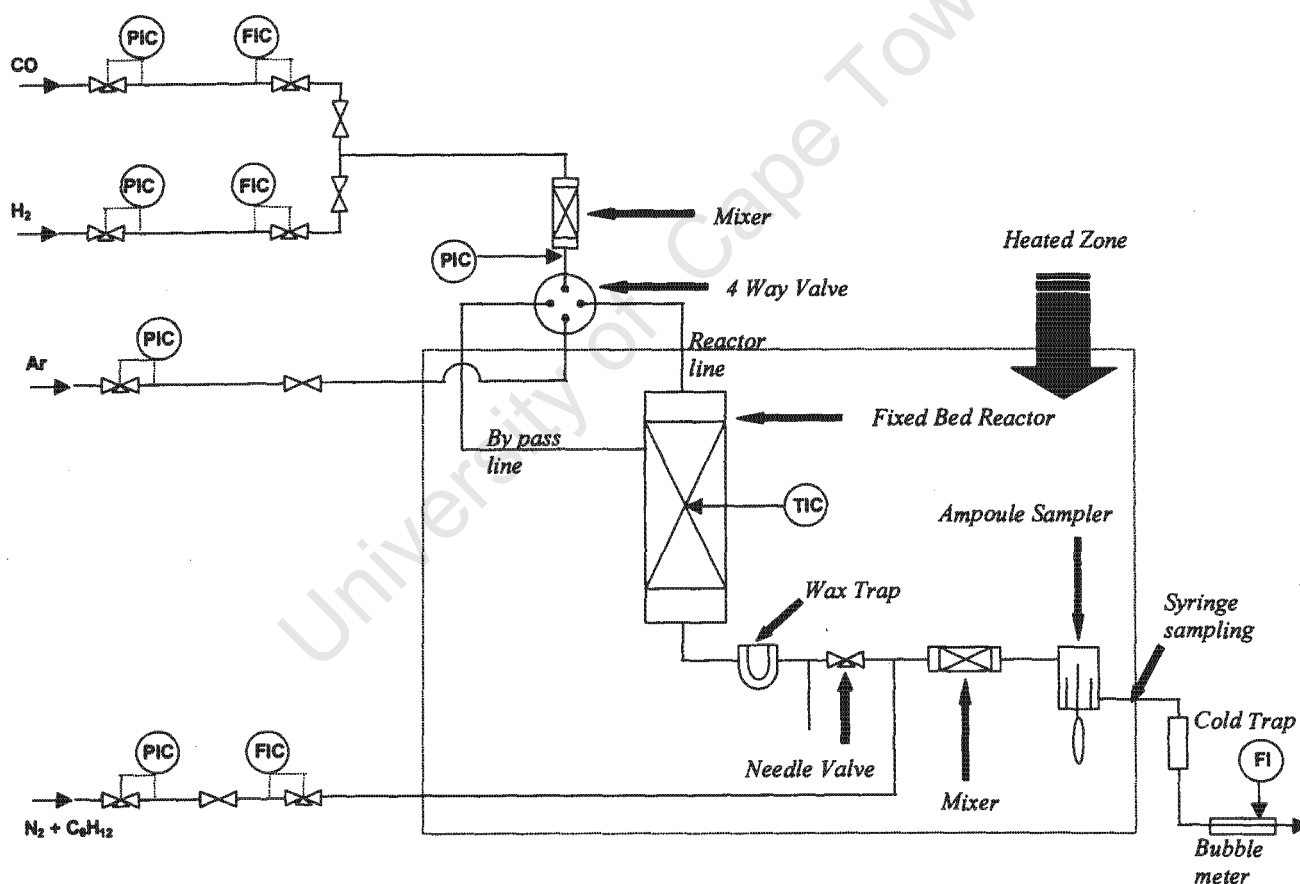 University of Cape Town
PIC
FIC
CO
PIC
FIC
H₂
Mixer
Heated Zone
PIC
4 Way Valve
PIC
Ar
Reactor
line
Fixed Bed Reactor
By pass
line
TIC
Ampoule Sampler
Wax Trap
Syringe
sampling
Cold Trap
PIC
FIC
FI
Needle Valve
Mixer
N₂ + C₆H₁₂
Bubble
meter